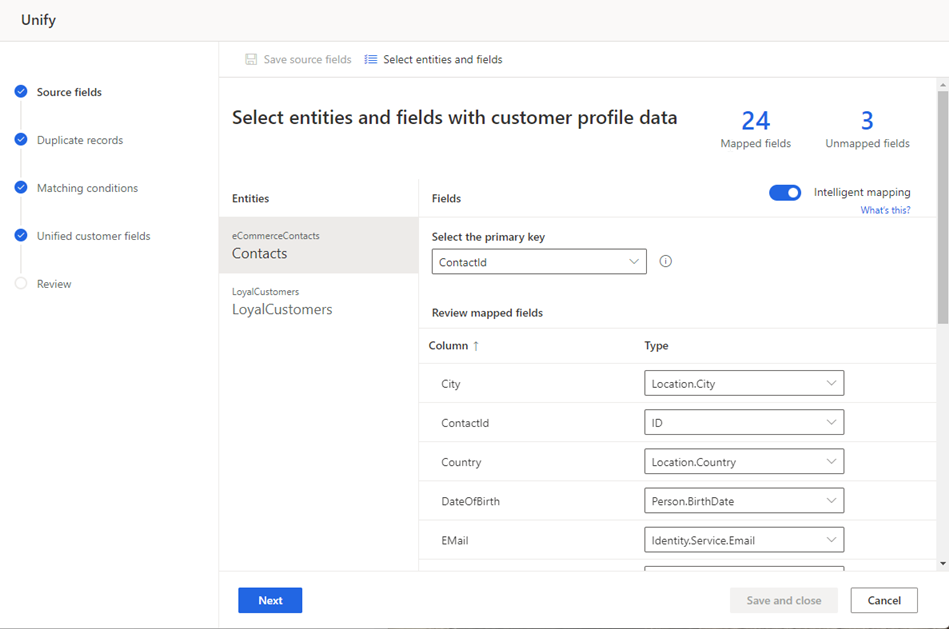 Unify
Source fields
Duplicate records
Matching conditions
Unified customer fields
Review
Save source fields
Select entities and fields
Select entities and fields with customer profile data
24
Mapped fields
3
Unmapped fields
Entities
eCommerceContacts
Contacts
LoyalCustomers
LoyalCustomers
Fields
Intelligent mapping
What's this?
Select the primary key
ContactId
Review mapped fields
Column ↑ Type
City Location.City
ContactId ID
Country Location.Country
DateOfBirth Person.BirthDate
EMail Identity.Service.Email
Next Save and close Cancel